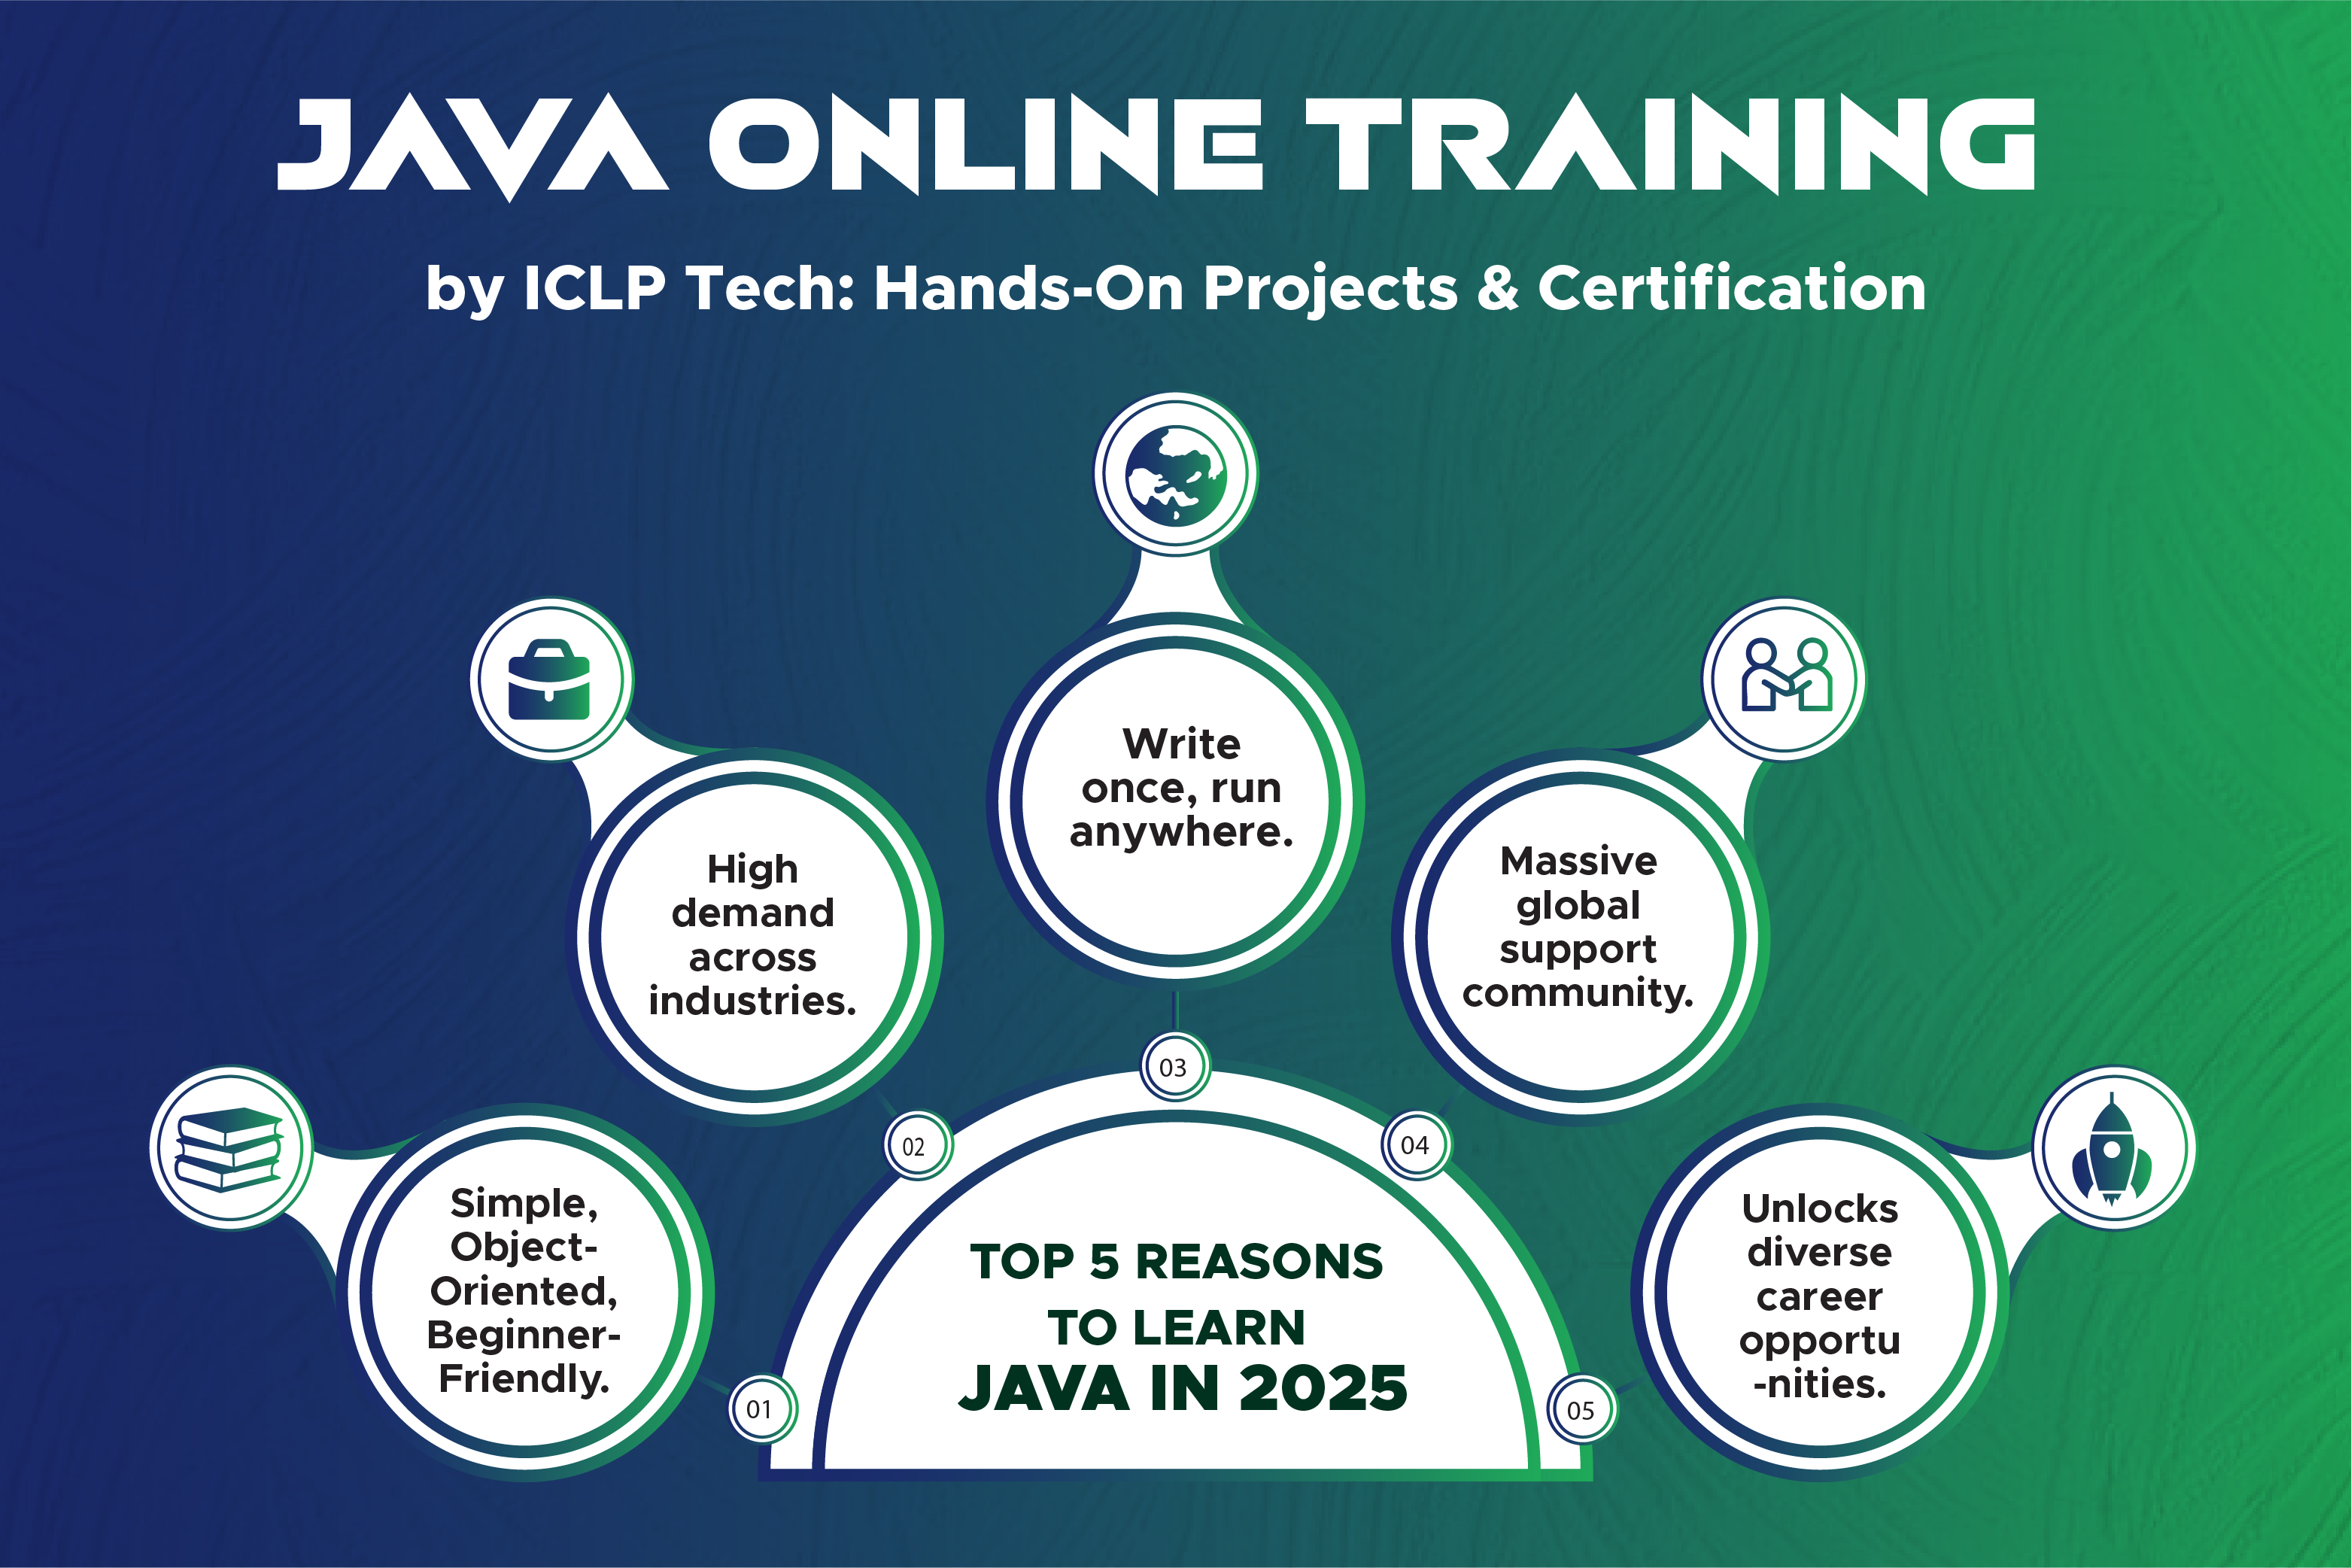 JAVA ONLINE TRAINING
by ICLP Tech: Hands-On Projects & Certification
01
Simple,
Object-
Oriented,
Beginner-
Friendly.
02
High
demand
across
industries.
03
Write
once, run
anywhere.
04
Massive
global
support
community.
05
Unlocks
diverse
career
opportu
-nities.
TOP 5 REASONS
TO LEARN
JAVA IN 2025